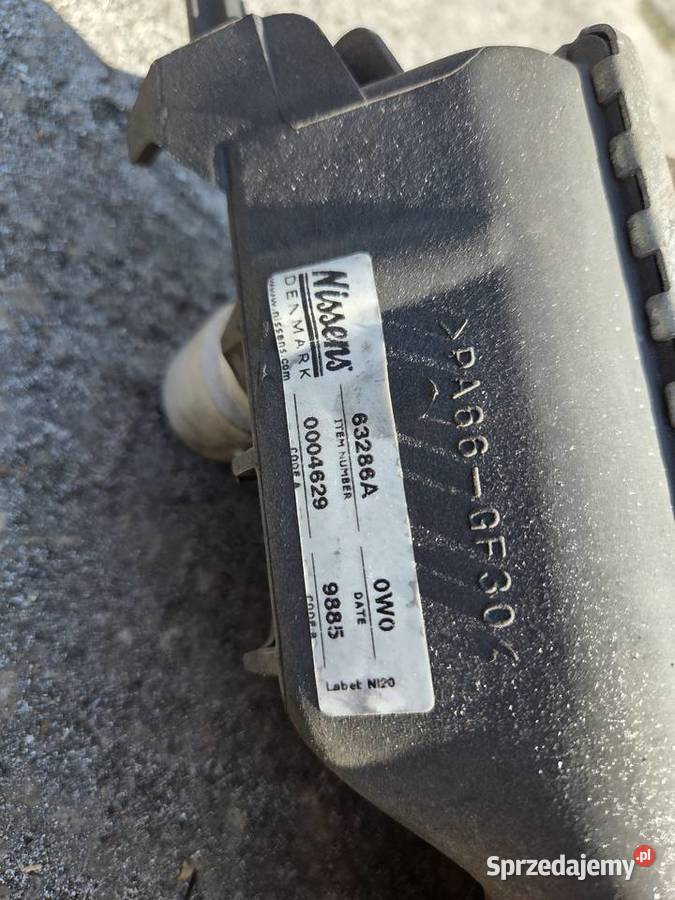 Nissens
DENMARK
www.nissens.com
63286A
ITEM NUMBER
0004629
CODE A
0W0
DATE
9885
CODE B
Label: NI20
>PA66-GF30<
Sprzedajemy.pl